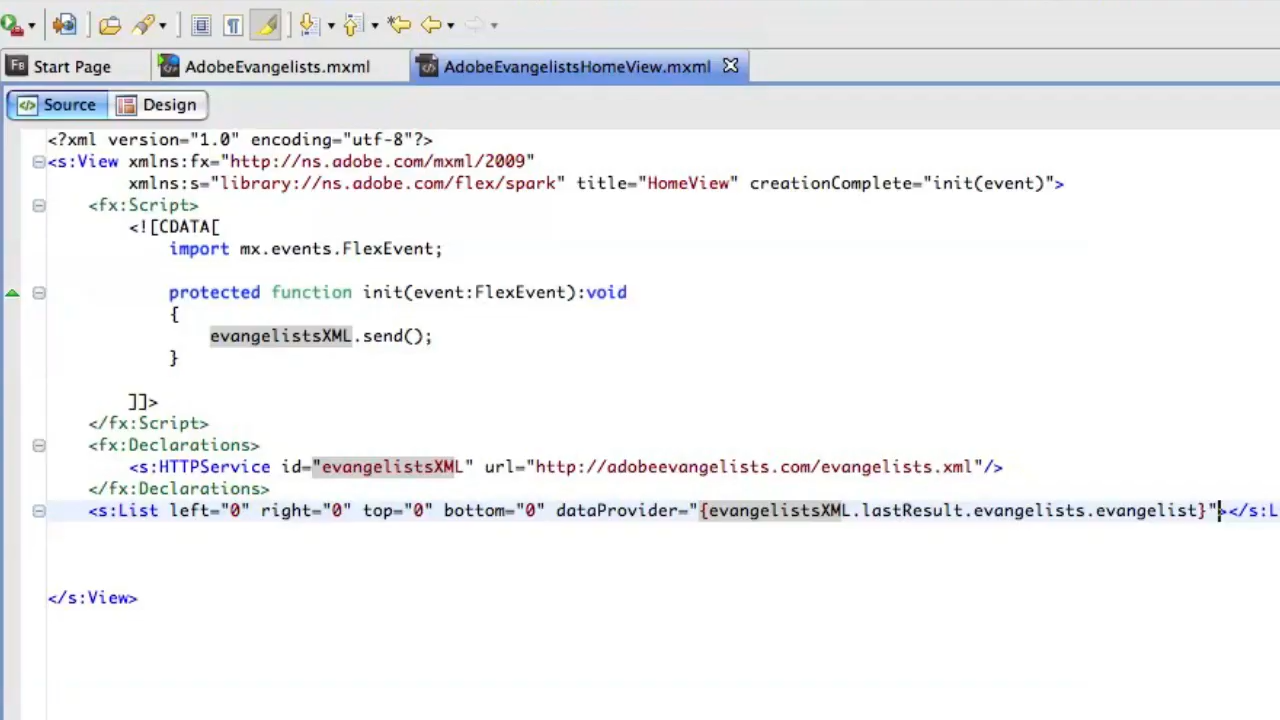 Start Page
AdobeEvangelists.mxml
AdobeEvangelistsHomeView.mxml
Source
Design
<?xml version="1.0" encoding="utf-8"?>
<s:View xmlns:fx="http://ns.adobe.com/mxml/2009"
xmlns:s="library://ns.adobe.com/flex/spark" title="HomeView" creationComplete="init(event)">
<fx:Script>
<![CDATA[
import mx.events.FlexEvent;
protected function init(event:FlexEvent):void
{
evangelistsXML.send();
}
]]>
</fx:Script>
<fx:Declarations>
<s:HTTPService id="evangelistsXML" url="http://adobeevangelists.com/evangelists.xml"/>
</fx:Declarations>
<s:List left="0" right="0" top="0" bottom="0" dataProvider="{evangelistsXML.lastResult.evangelists.evangelist}"></s:L
</s:View>